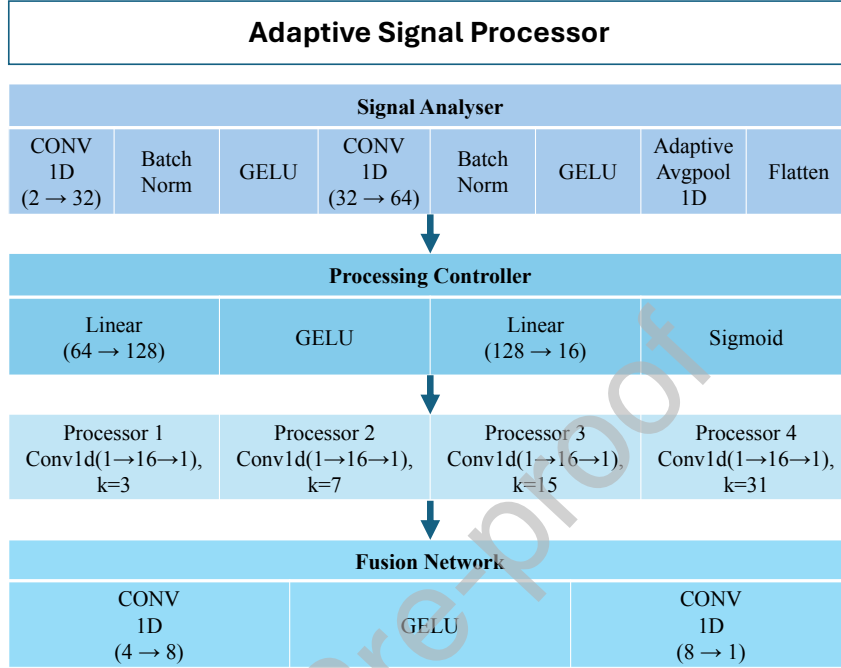 Adaptive Signal Processor
Signal Analyser
CONV
1D
(2 → 32)
Batch
Norm
GELU
CONV
1D
(32 → 64)
Batch
Norm
GELU
Adaptive
Avgpool
1D
Flatten
Processing Controller
Linear
(64 → 128)
GELU
Linear
(128 → 16)
Sigmoid
Processor 1
Conv1d(1→16→1),
k=3
Processor 2
Conv1d(1→16→1),
k=7
Processor 3
Conv1d(1→16→1),
k=15
Processor 4
Conv1d(1→16→1),
k=31
Fusion Network
CONV
1D
(4 → 8)
GELU
CONV
1D
(8 → 1)
re-proof